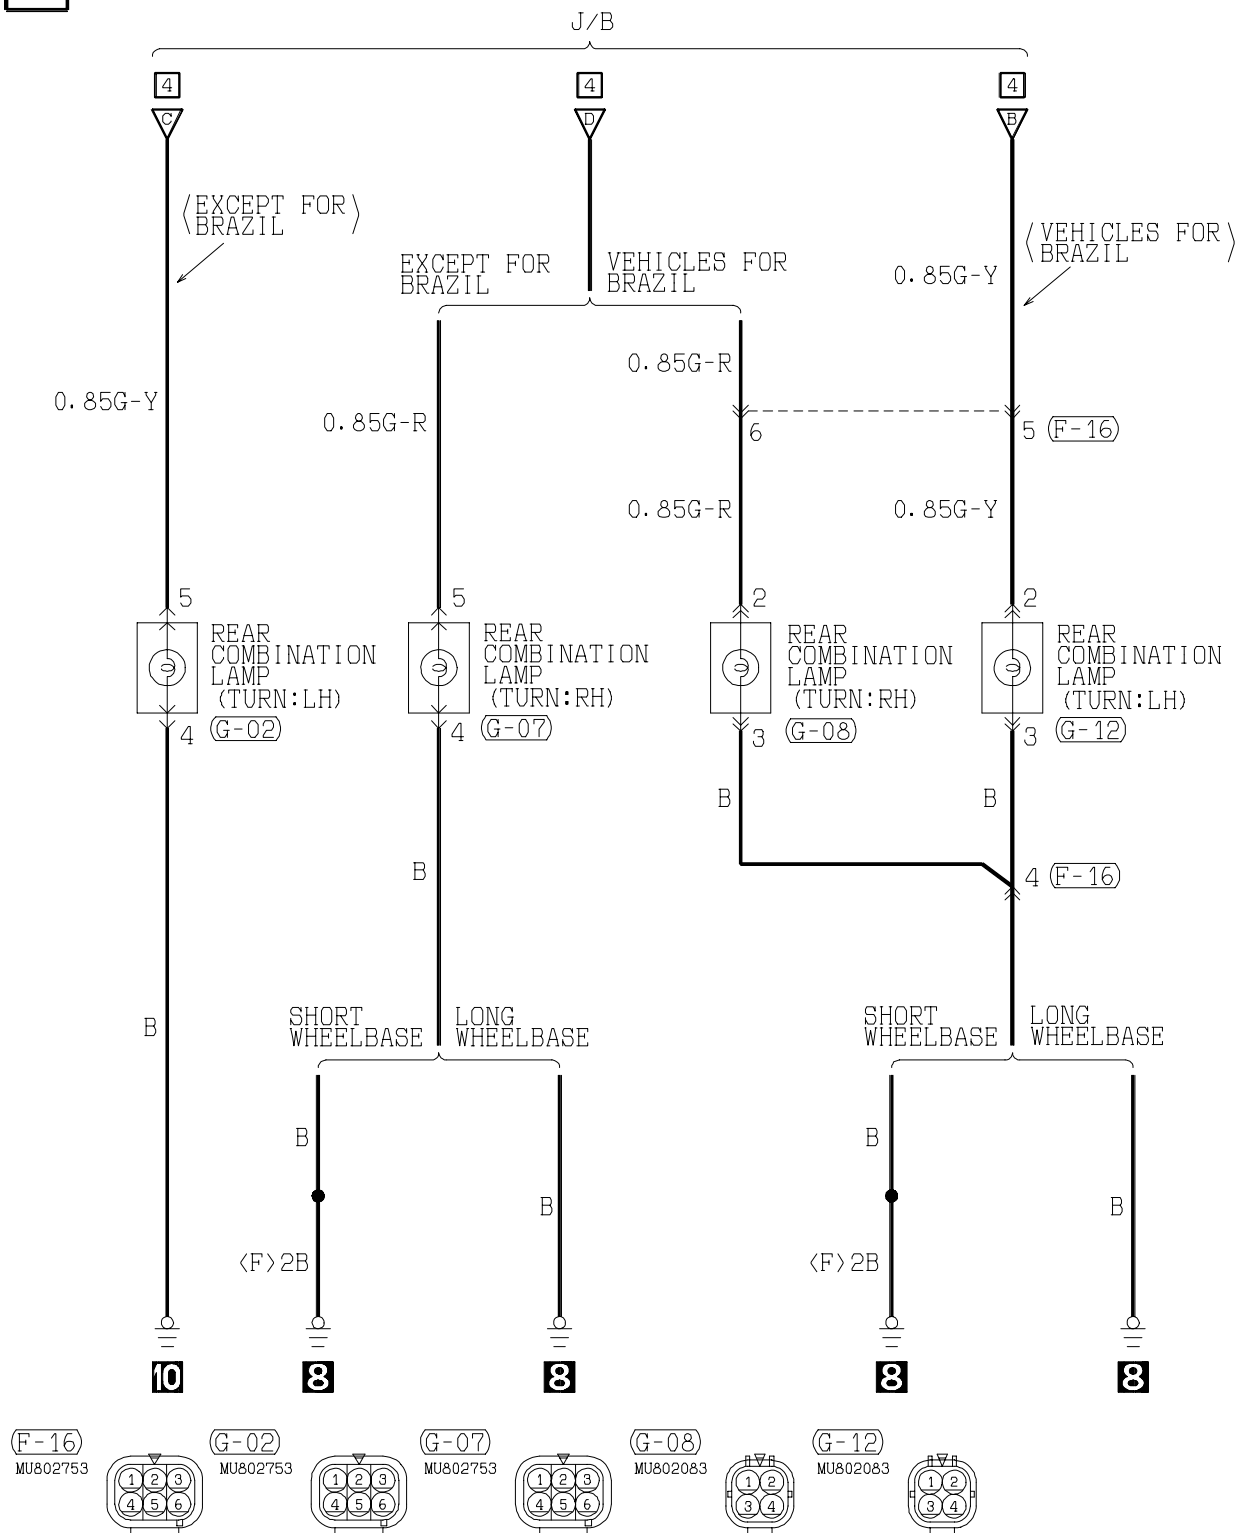 J/B
4
4
4
C
D
B
⟨EXCEPT FOR
BRAZIL⟩
EXCEPT FOR
BRAZIL
VEHICLES FOR
BRAZIL
⟨VEHICLES FOR
BRAZIL⟩
0.85G-Y
0.85G-R
0.85G-Y
0.85G-R
6
5
(F-16)
0.85G-R
0.85G-Y
5
5
2
2
REAR
COMBINATION
LAMP
(TURN:LH)
REAR
COMBINATION
LAMP
(TURN:RH)
REAR
COMBINATION
LAMP
(TURN:RH)
REAR
COMBINATION
LAMP
(TURN:LH)
4
(G-02)
4
(G-07)
3
(G-08)
3
(G-12)
B
B
B
4
(F-16)
B
SHORT
WHEELBASE
LONG
WHEELBASE
SHORT
WHEELBASE
LONG
WHEELBASE
B
B
B
B
⟨F⟩2B
B
⟨F⟩2B
10
8
8
8
8
(F-16)
MU802753
1 2 3
4 5 6
(G-02)
MU802753
1 2 3
4 5 6
(G-07)
MU802753
1 2 3
4 5 6
(G-08)
MU802083
1 2
3 4
(G-12)
MU802083
1 2
3 4